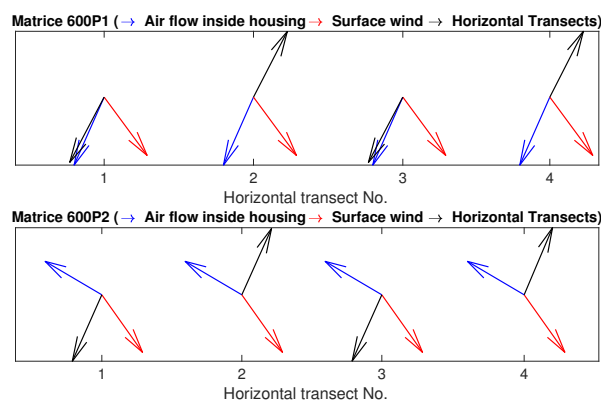 Matrice 600P1 (→ Air flow inside housing→ Surface wind → Horizontal Transects)
1 2 3 4
Horizontal transect No.
Matrice 600P2 (→ Air flow inside housing→ Surface wind → Horizontal Transects)
1 2 3 4
Horizontal transect No.